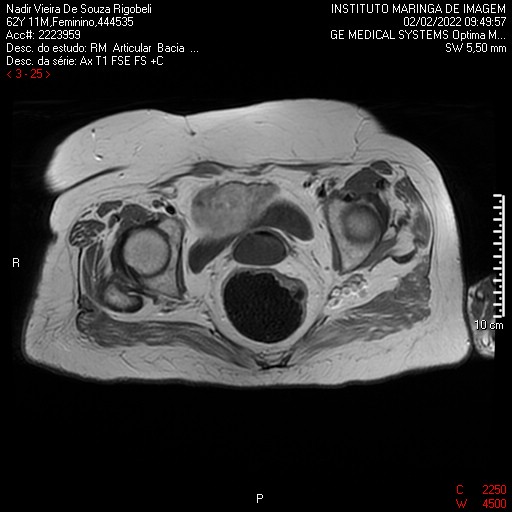 Nadir Vieira De Souza Rigobeli
62Y 11M,Feminino,444535
Acc#: 2223959
Desc. do estudo: RM Articular Bacia ...
Desc. da série: Ax T1 FSE FS +C
< 3 - 25 >
INSTITUTO MARINGA DE IMAGEM
02/02/2022 09:49:57
GE MEDICAL SYSTEMS Optima M...
SW 5,50 mm
R
10 cm
P
C 2250
W 4500